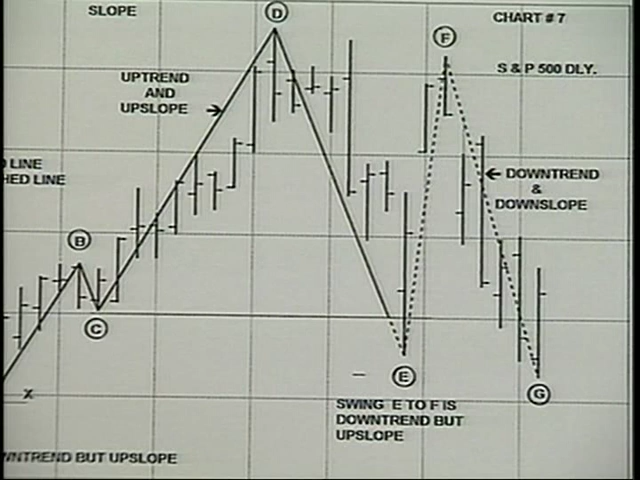 SLOPE
D
CHART # 7
F
S & P 500 DLY.
UPTREND
AND
UPSLOPE
LINE
HED LINE
DOWNTREND
&
DOWNSLOPE
B
C
E
G
X
SWING E TO F IS
DOWNTREND BUT
UPSLOPE
WNTREND BUT UPSLOPE